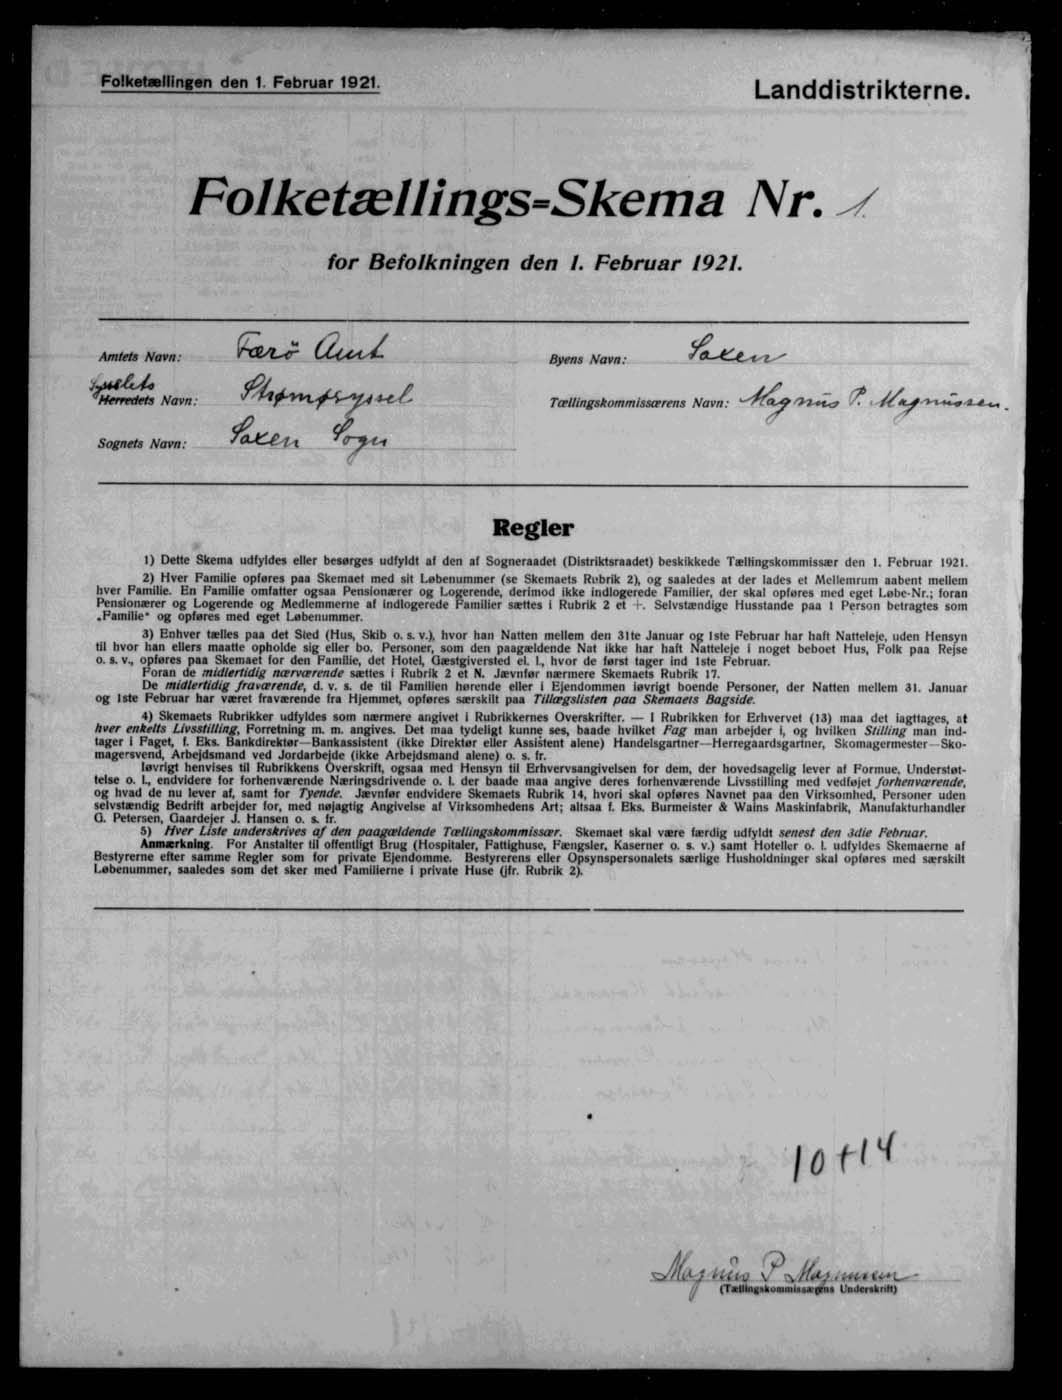 Folketællingen den 1. Februar 1921.
Landdistrikterne.
Folketællings=Skema Nr. 1.
for Befolkningen den 1. Februar 1921.
Amtets Navn: Færö Amt
Byens Navn: Saxen
Syslets
Herredets Navn: Strømøsyssel
Tællingskommissærens Navn: Magnus P. Magnussen.
Sognets Navn: Saxen Sogn
Regler
1) Dette Skema udfyldes eller besørges udfyldt af den af Sogneraadet (Distriktsraadet) beskikkede Tællingskommissær den 1. Februar 1921.
2) Hver Familie opføres paa Skemaet med sit Løbenummer (se Skemaets Rubrik 2), og saaledes at der lades et Mellemrum aabent mellem
hver Familie. En Familie omfatter ogsaa Pensionærer og Logerende, derimod ikke indlogerede Familier, der skal opføres med eget Løbe-Nr.; foran
Pensionærer og Logerende og Medlemmerne af indlogerede Familier sættes i Rubrik 2 et +. Selvstændige Husstande paa 1 Person betragtes som
„Familie“ og opføres med eget Løbenummer.
3) Enhver tælles paa det Sted (Hus, Skib o. s. v.), hvor han Natten mellem den 31te Januar og 1ste Februar har haft Natteleje, uden Hensyn
til hvor han ellers maatte opholde sig eller bo. Personer, som den paagældende Nat ikke har haft Natteleje i noget beboet Hus, Folk paa Rejse
o. s. v., opføres paa Skemaet for den Familie, det Hotel, Gæstgiversted el. l., hvor de først tager ind 1ste Februar.
Foran de midlertidig nærværende sættes i Rubrik 2 et N. Jævnfør nærmere Skemaets Rubrik 17.
De midlertidig fraværende, d. v. s. de til Familien hørende eller i Ejendommen iøvrigt boende Personer, der Natten mellem 31. Januar
og 1ste Februar har været fraværende fra Hjemmet, opføres særskilt paa Tillægslisten paa Skemaets Bagside.
4) Skemaets Rubrikker udfyldes som nærmere angivet i Rubrikkernes Overskrifter. — I Rubrikken for Erhvervet (13) maa det iagttages, at
hver enkelts Livsstilling, Forretning m. m. angives. Det maa tydeligt kunne ses, baade hvilket Fag man arbejder i, og hvilken Stilling man ind-
tager i Faget, f. Eks. Bankdirektør—Bankassistent (ikke Direktør eller Assistent alene) Handelsgartner—Herregaardsgartner, Skomagermester—Sko-
magersvend, Arbejdsmand ved Jordarbejde (ikke Arbejdsmand alene) o. s. fr.
Iøvrigt henvises til Rubrikkens Overskrift, ogsaa med Hensyn til Erhvervsangivelsen for dem, der hovedsagelig lever af Formue, Understøt-
telse o. l., endvidere for forhenværende Næringsdrivende o. l. der baade maa angive deres forhenværende Livsstilling med vedføjet forhenværende,
og hvad de nu lever af, samt for Tyende. Jævnfør endvidere Skemaets Rubrik 14, hvori skal opføres Navnet paa den Virksomhed, Personer uden
selvstændig Bedrift arbejder for, med nøjagtig Angivelse af Virksomhedens Art; altsaa f. Eks. Burmeister & Wains Maskinfabrik, Manufakturhandler
G. Petersen, Gaardejer J. Hansen o. s. fr.
5) Hver Liste underskrives af den paagældende Tællingskommissær. Skemaet skal være færdig udfyldt senest den 3die Februar.
Anmærkning. For Anstalter til offentligt Brug (Hospitaler, Fattighuse, Fængsler, Kaserner o. s. v.) samt Hoteller o. l. udfyldes Skemaerne af
Bestyrerne efter samme Regler som for private Ejendomme. Bestyrerens eller Opsynspersonalets særlige Husholdninger skal opføres med særskilt
Løbenummer, saaledes som det sker med Familierne i private Huse (jfr. Rubrik 2).
10+14
Magnus P Magnussen
(Tællingskommissærens Underskrift)